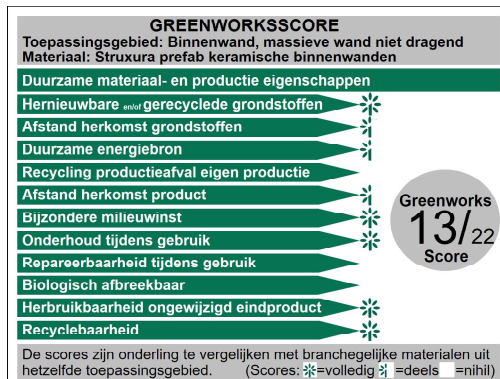 GREENWORKSSCORE
Toepassingsgebied: Binnenwand, massieve wand niet dragend
Materiaal: Struxura prefab keramische binnenwanden
Duurzame materiaal- en productie eigenschappen
Hernieuwbare en/of gerecyclede grondstoffen
Afstand herkomst grondstoffen
Duurzame energiebron
Recycling productieafval eigen productie
Afstand herkomst product
Bijzondere milieuwinst
Onderhoud tijdens gebruik
Repareerbaarheid tijdens gebruik
Biologisch afbreekbaar
Herbruikbaarheid ongewijzigd eindproduct
Recyclebaarheid
Greenworks
13/22
Score
De scores zijn onderling te vergelijken met branchegelijke materialen uit
hetzelfde toepassingsgebied. (Scores: =volledig =deels =nihil)